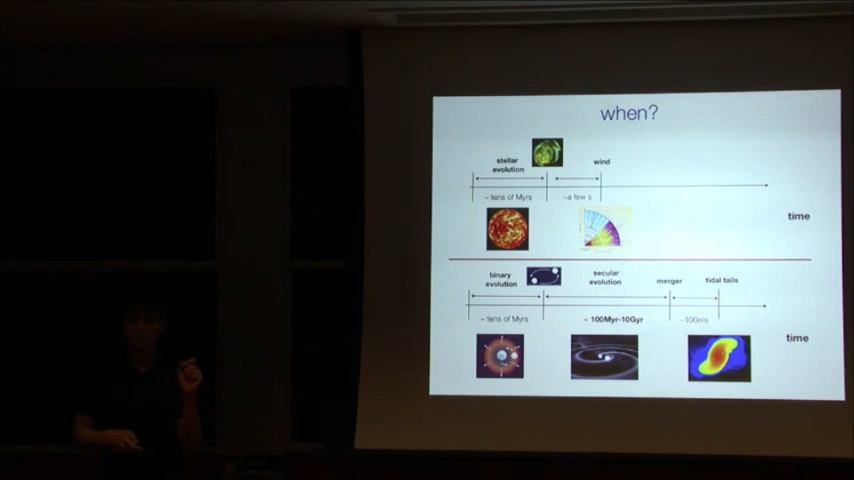 when?
stellar
evolution
wind
~ tens of Myrs
~a few s
time
binary
evolution
secular
evolution
merger
tidal tails
~ tens of Myrs
~ 100Myr-10Gyr
~100ms
time